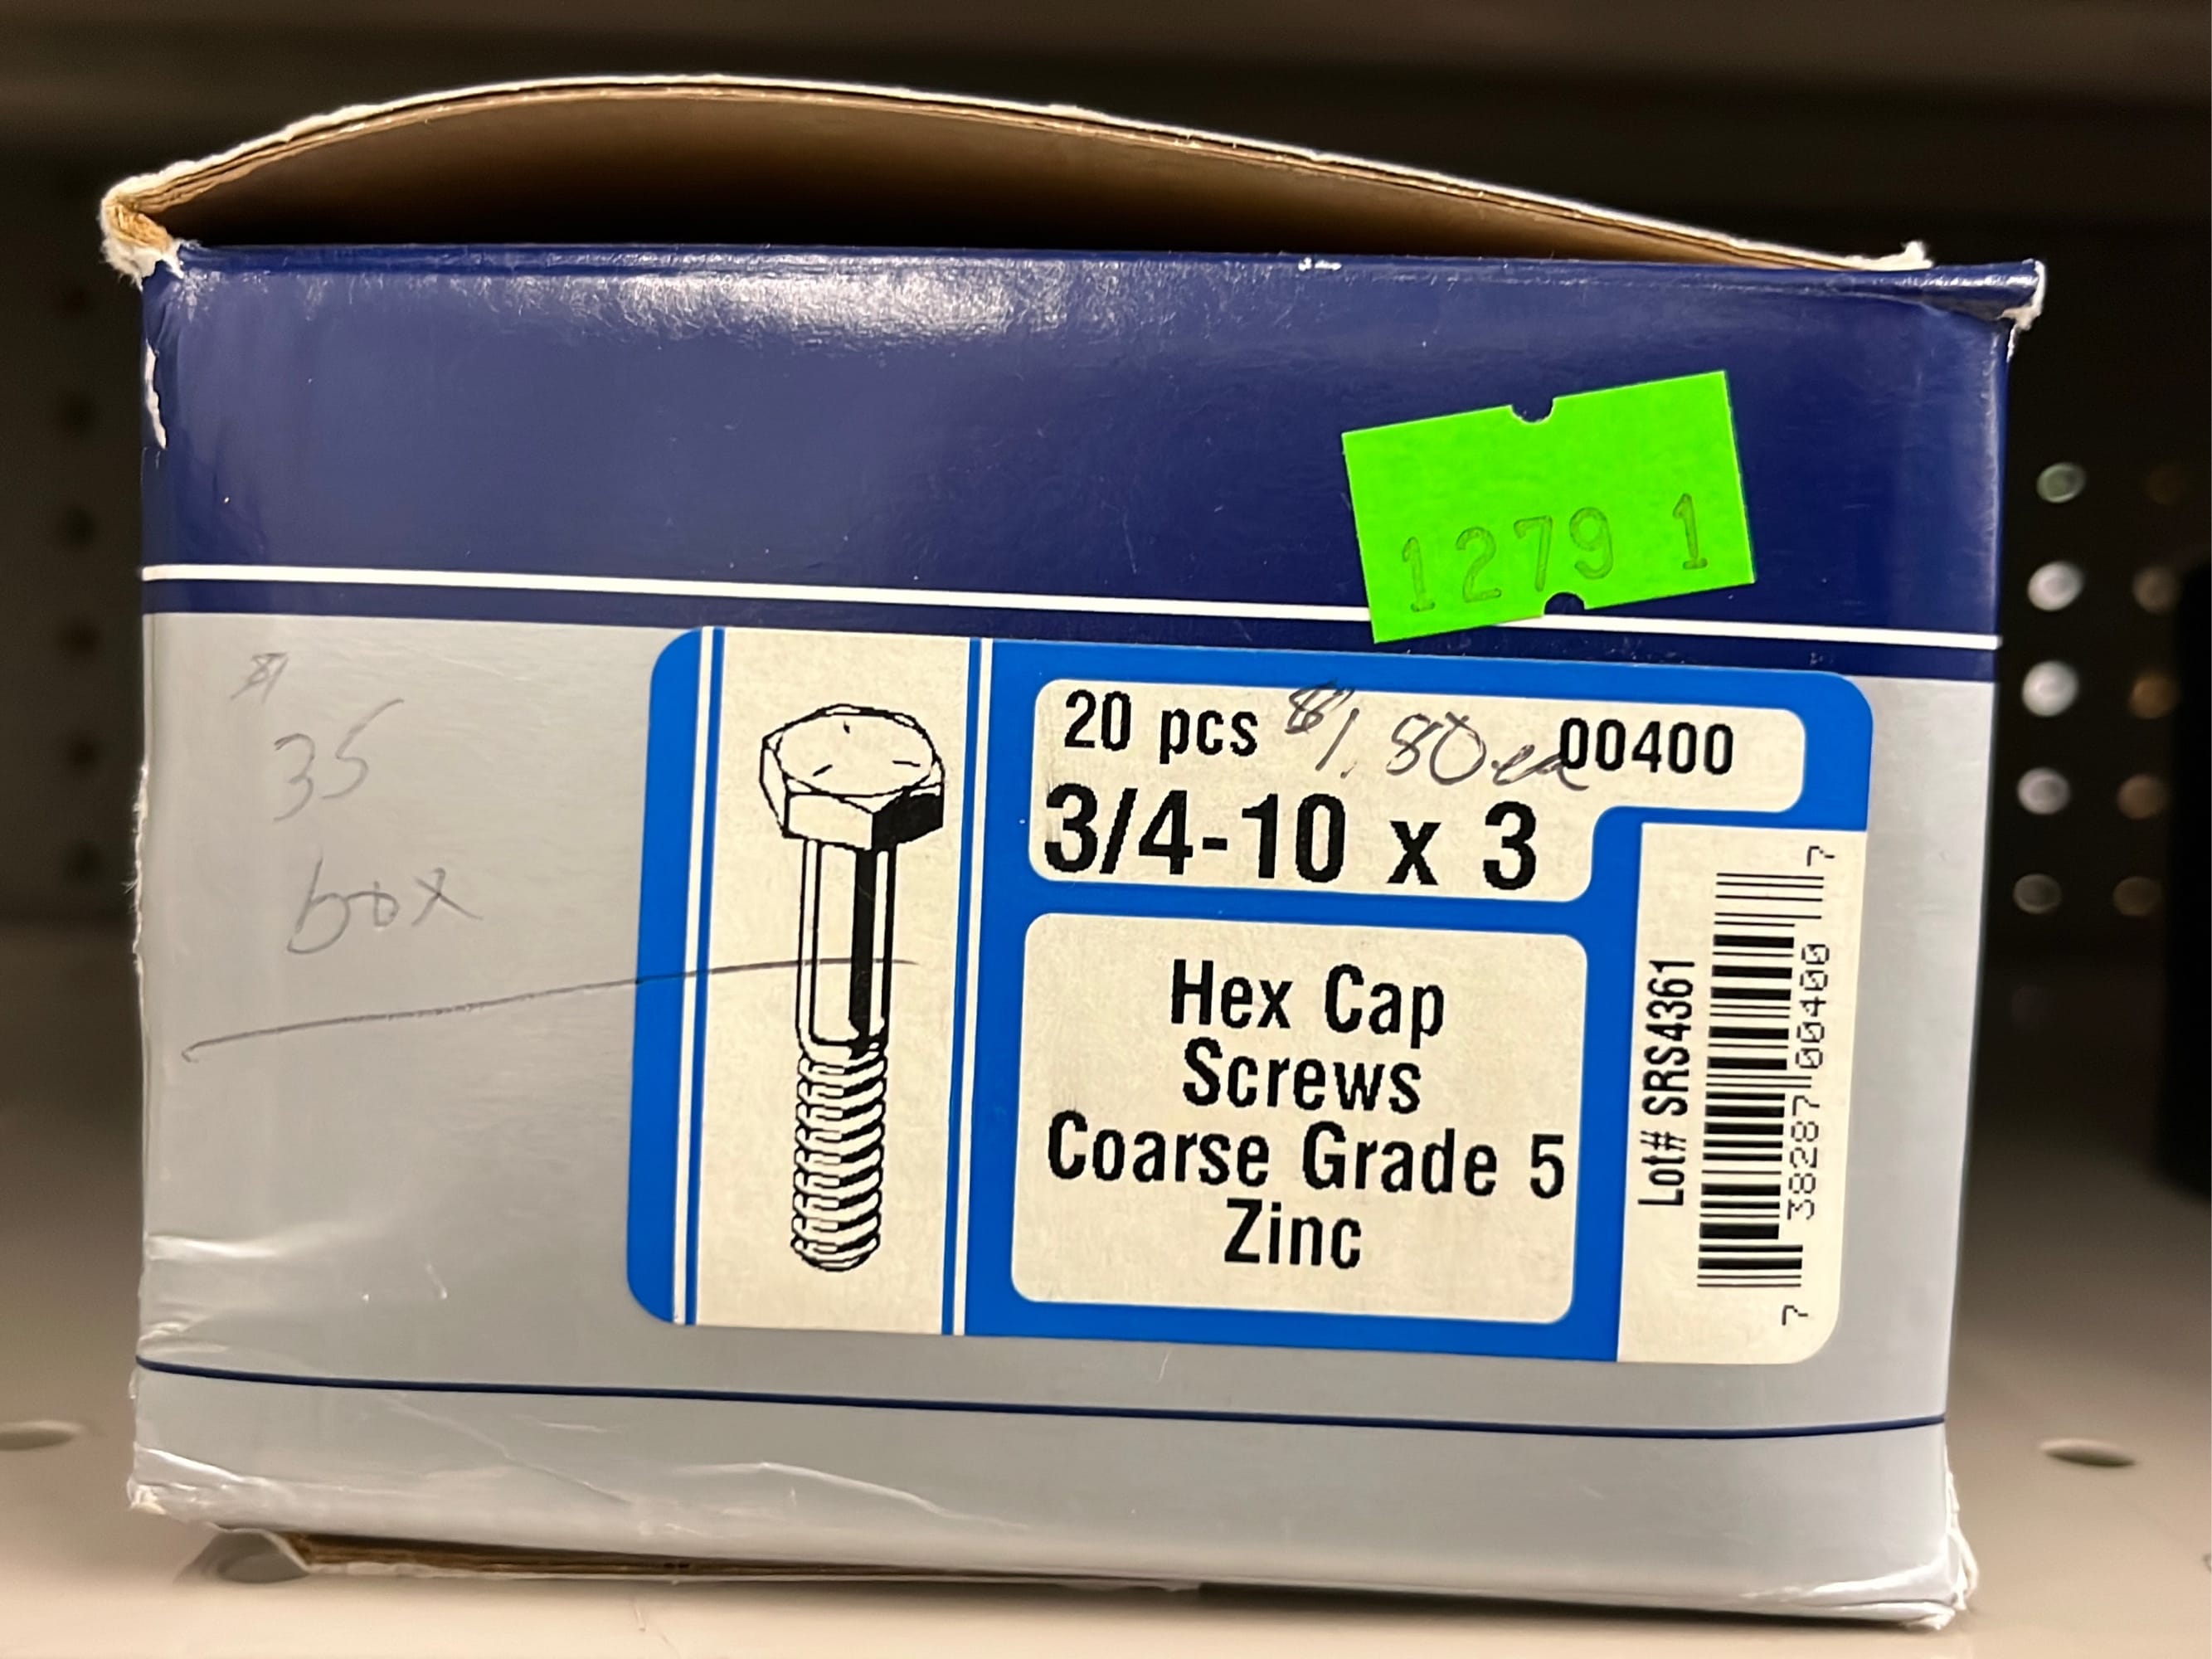 1279 1
$35
box
20 pcs $1.80 ea 00400
3/4-10 x 3
Hex Cap
Screws
Coarse Grade 5
Zinc
Lot# SRS4361
7 38287 00400 7